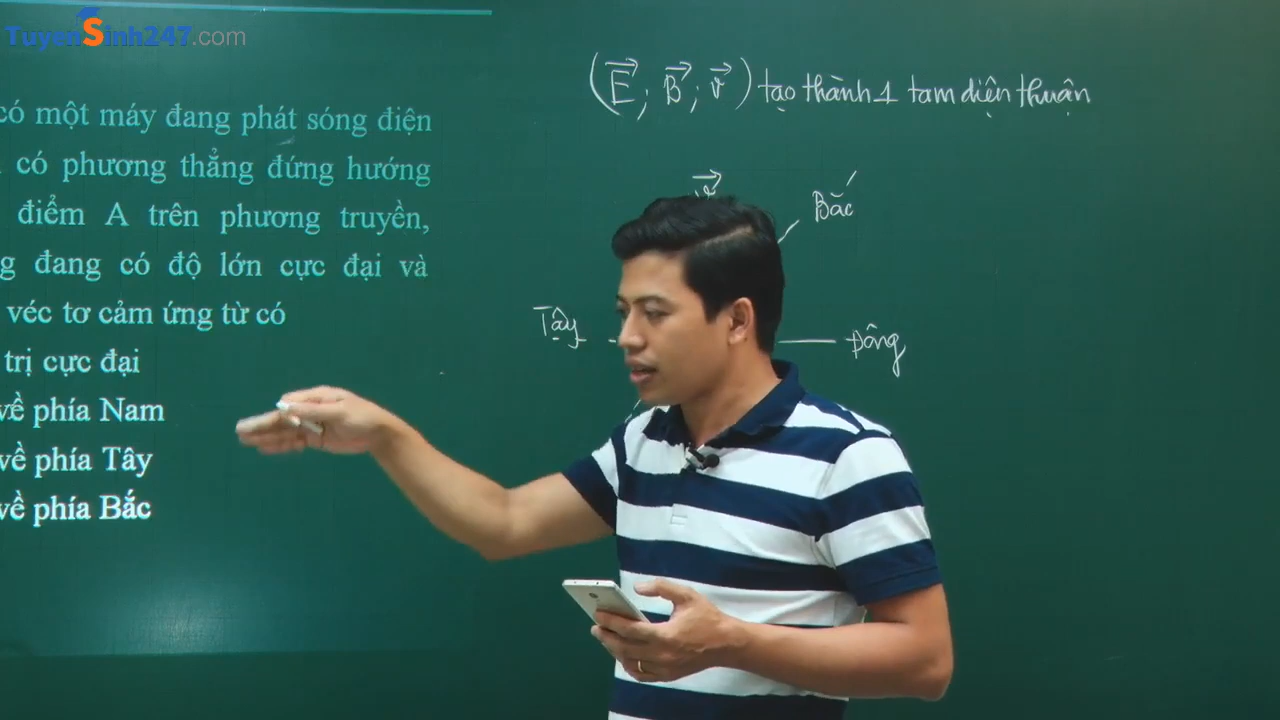 TuyenSinh247.com
có một máy đang phát sóng điện
có phương thẳng đứng hướng
điểm A trên phương truyền,
đang có độ lớn cực đại và
véc tơ cảm ứng từ có
trị cực đại
về phía Nam
về phía Tây
về phía Bắc
(E; B; v) tạo thành 1 tam diện thuận
v
Bắc
Tây
Đông